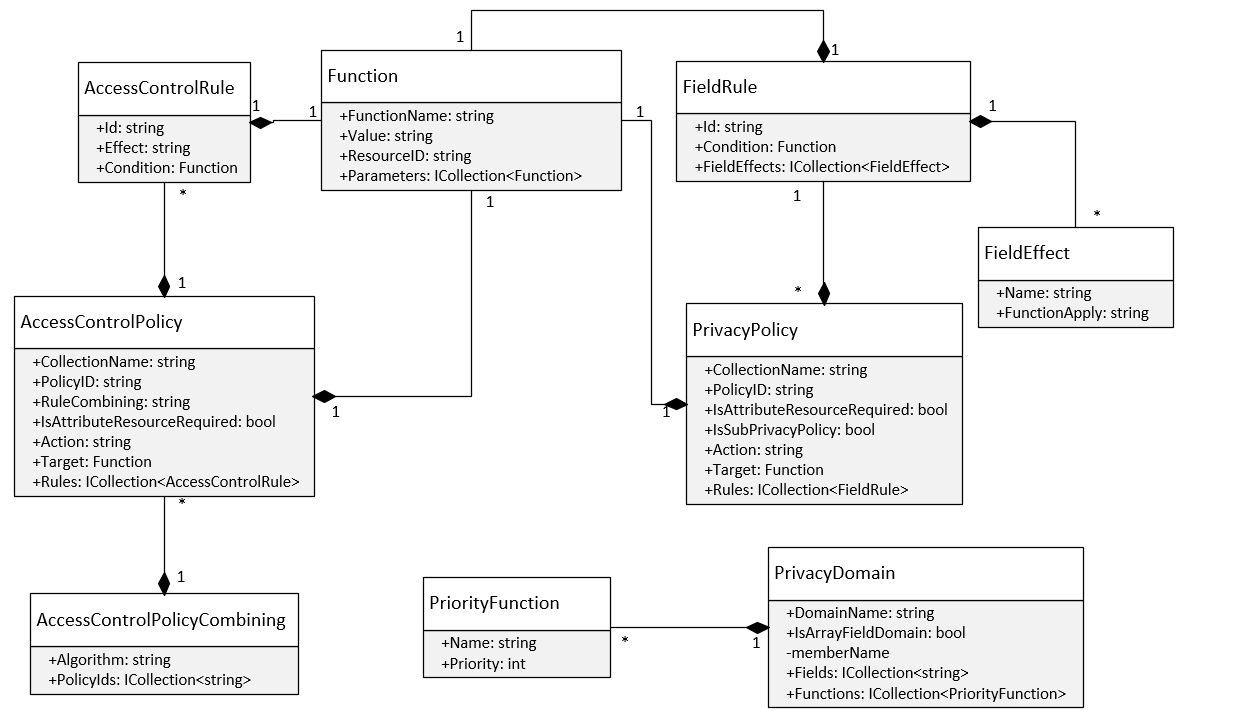 AccessControlRule
+Id: string
+Effect: string
+Condition: Function
1
1
*
Function
+FunctionName: string
+Value: string
+ResourceID: string
+Parameters: ICollection<Function>
1
1
1
FieldRule
+Id: string
+Condition: Function
+FieldEffects: ICollection<FieldEffect>
1
1
1
*
FieldEffect
+Name: string
+FunctionApply: string
1
AccessControlPolicy
+CollectionName: string
+PolicyID: string
+RuleCombining: string
+IsAttributeResourceRequired: bool
+Action: string
+Target: Function
+Rules: ICollection<AccessControlRule>
1
*
*
PrivacyPolicy
+CollectionName: string
+PolicyID: string
+IsAttributeResourceRequired: bool
+IsSubPrivacyPolicy: bool
+Action: string
+Target: Function
+Rules: ICollection<FieldRule>
1
1
AccessControlPolicyCombining
+Algorithm: string
+PolicyIds: ICollection<string>
PriorityFunction
+Name: string
+Priority: int
*
1
PrivacyDomain
+DomainName: string
+IsArrayFieldDomain: bool
-memberName
+Fields: ICollection<string>
+Functions: ICollection<PriorityFunction>